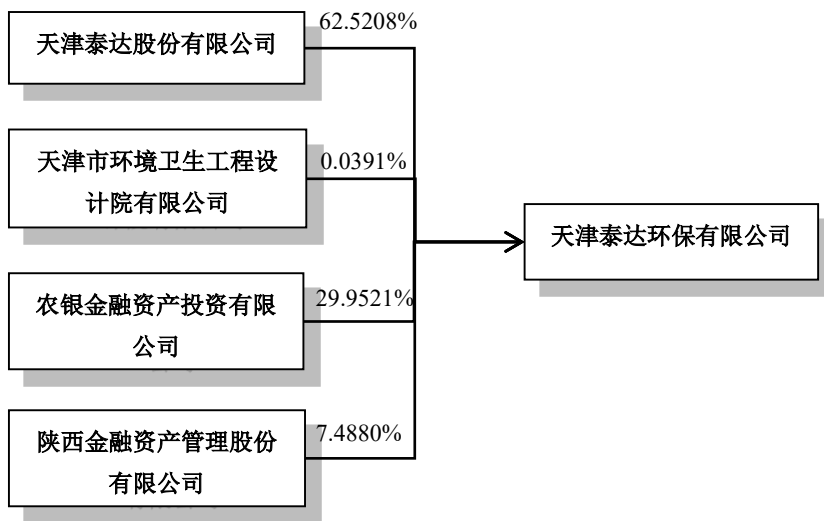 62.5208%
天津泰达股份有限公司
天津市环境卫生工程设
计院有限公司
0.0391%
天津泰达环保有限公司
农银金融资产投资有限
公司
29.9521%
陕西金融资产管理股份
有限公司
7.4880%